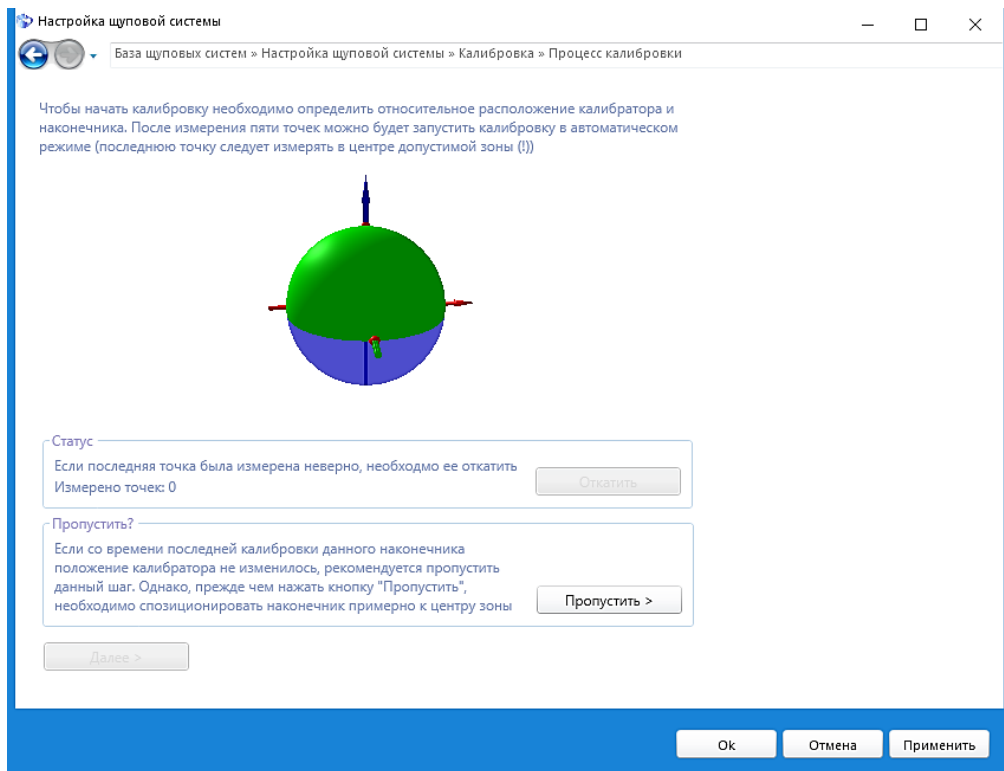 Настройка щуповой системы
База щуповых систем » Настройка щуповой системы » Калибровка » Процесс калибровки
Чтобы начать калибровку необходимо определить относительное расположение калибратора и
наконечника. После измерения пяти точек можно будет запустить калибровку в автоматическом
режиме (последнюю точку следует измерять в центре допустимой зоны (!))
Статус
Если последняя точка была измерена неверно, необходмо ее откатить
Измерено точек: 0
Откатить
Пропустить?
Если со времени последней калибровки данного наконечника
положение калибратора не изменилось, рекомендуется пропустить
данный шаг. Однако, прежде чем нажать кнопку "Пропустить",
необходимо спозиционировать наконечник примерно к центру зоны
Пропустить >
Далее >
Ok
Отмена
Применить